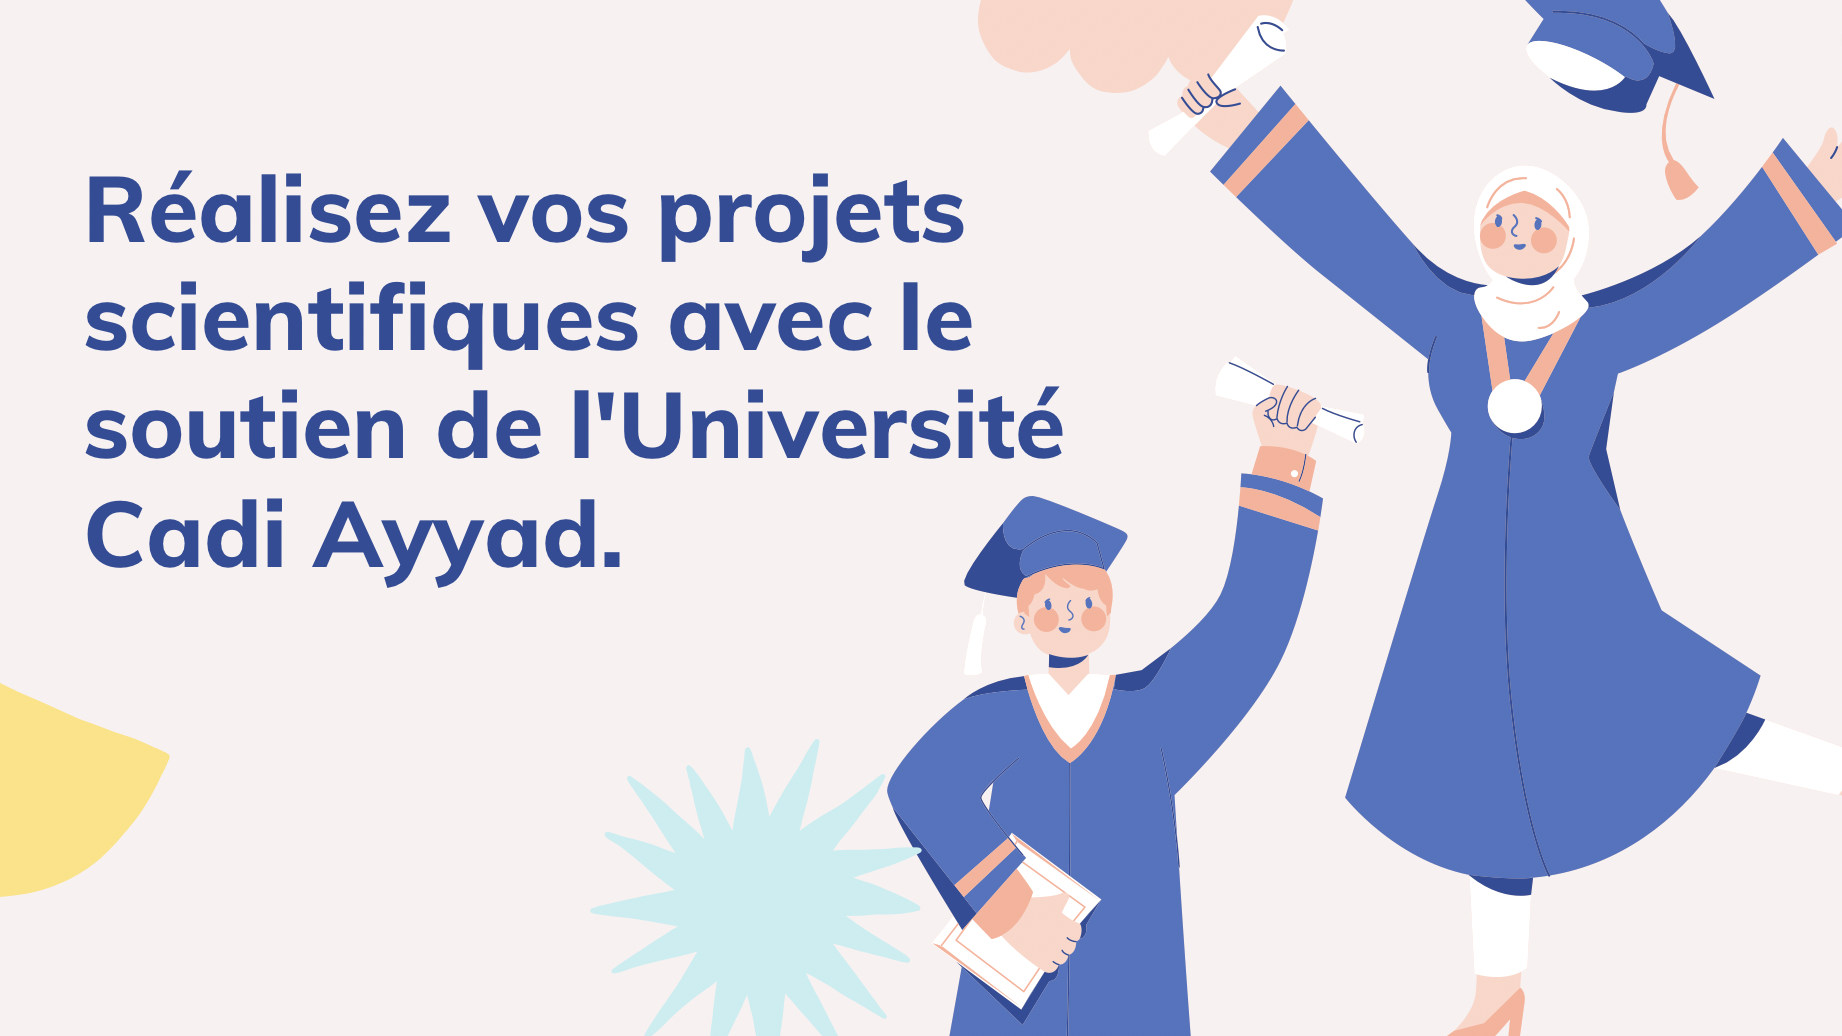 Réalisez vos projets
scientifiques avec le
soutien de l'Université
Cadi Ayyad.